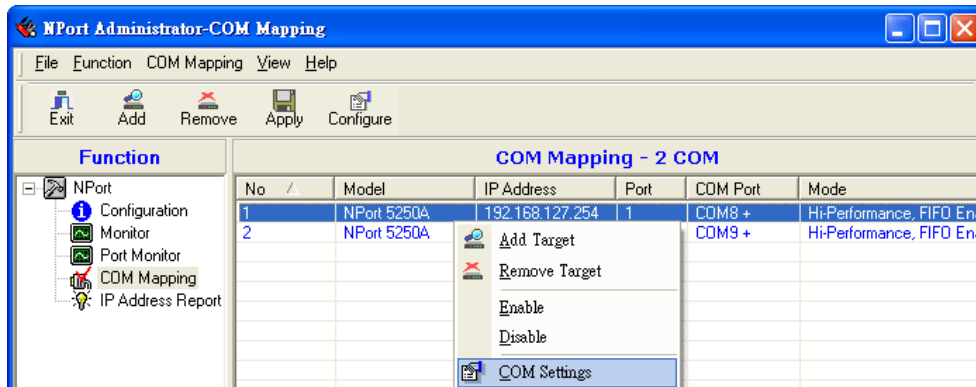 NPort Administrator-COM Mapping
File Function COM Mapping View Help
Exit Add Remove Apply Configure
Function
COM Mapping - 2 COM
NPort
Configuration
Monitor
Port Monitor
COM Mapping
IP Address Report
No Model IP Address Port COM Port Mode
1 NPort 5250A 192.168.127.254 1 COM8 + Hi-Performance, FIFO Ena
2 NPort 5250A COM9 + Hi-Performance, FIFO Ena
Add Target
Remove Target
Enable
Disable
COM Settings